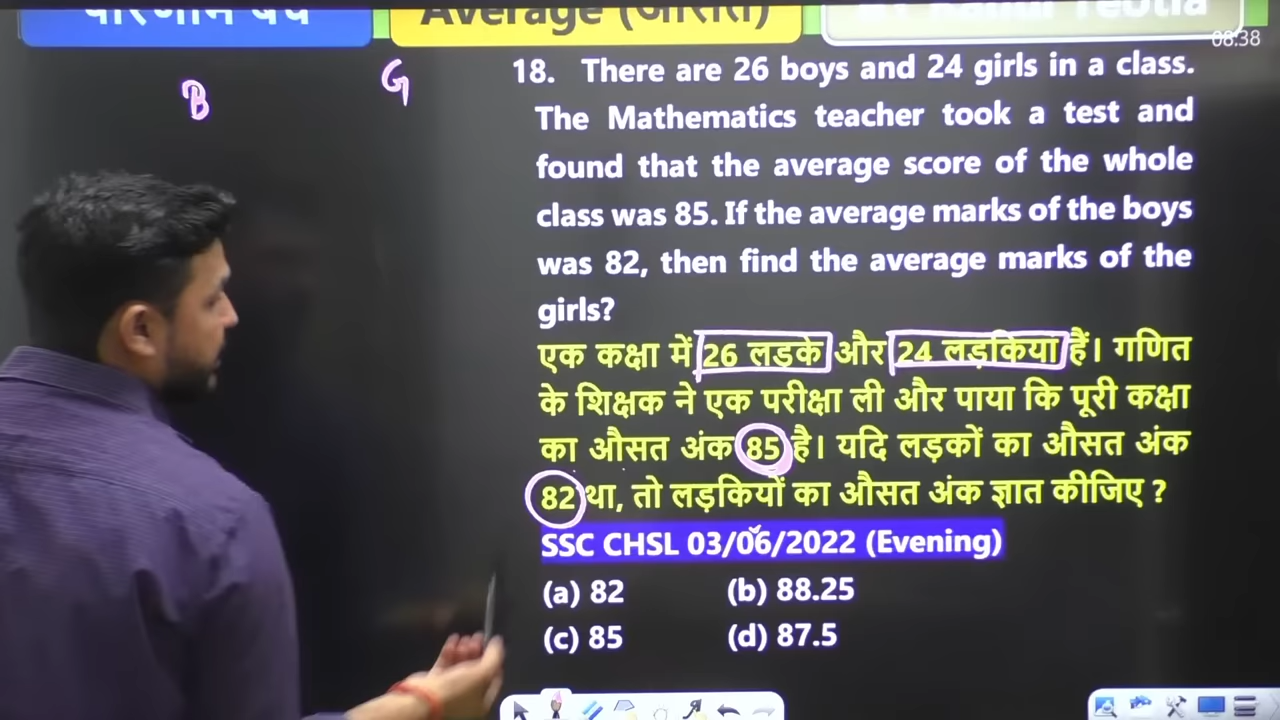 Average (औसत)
08:38
B G
18. There are 26 boys and 24 girls in a class.
The Mathematics teacher took a test and
found that the average score of the whole
class was 85. If the average marks of the boys
was 82, then find the average marks of the
girls?
एक कक्षा में 26 लड़के और 24 लड़कियां हैं। गणित
के शिक्षक ने एक परीक्षा ली और पाया कि पूरी कक्षा
का औसत अंक 85 है। यदि लड़कों का औसत अंक
82 था, तो लड़कियों का औसत अंक ज्ञात कीजिए ?
SSC CHSL 03/06/2022 (Evening)
(a) 82 (b) 88.25
(c) 85 (d) 87.5